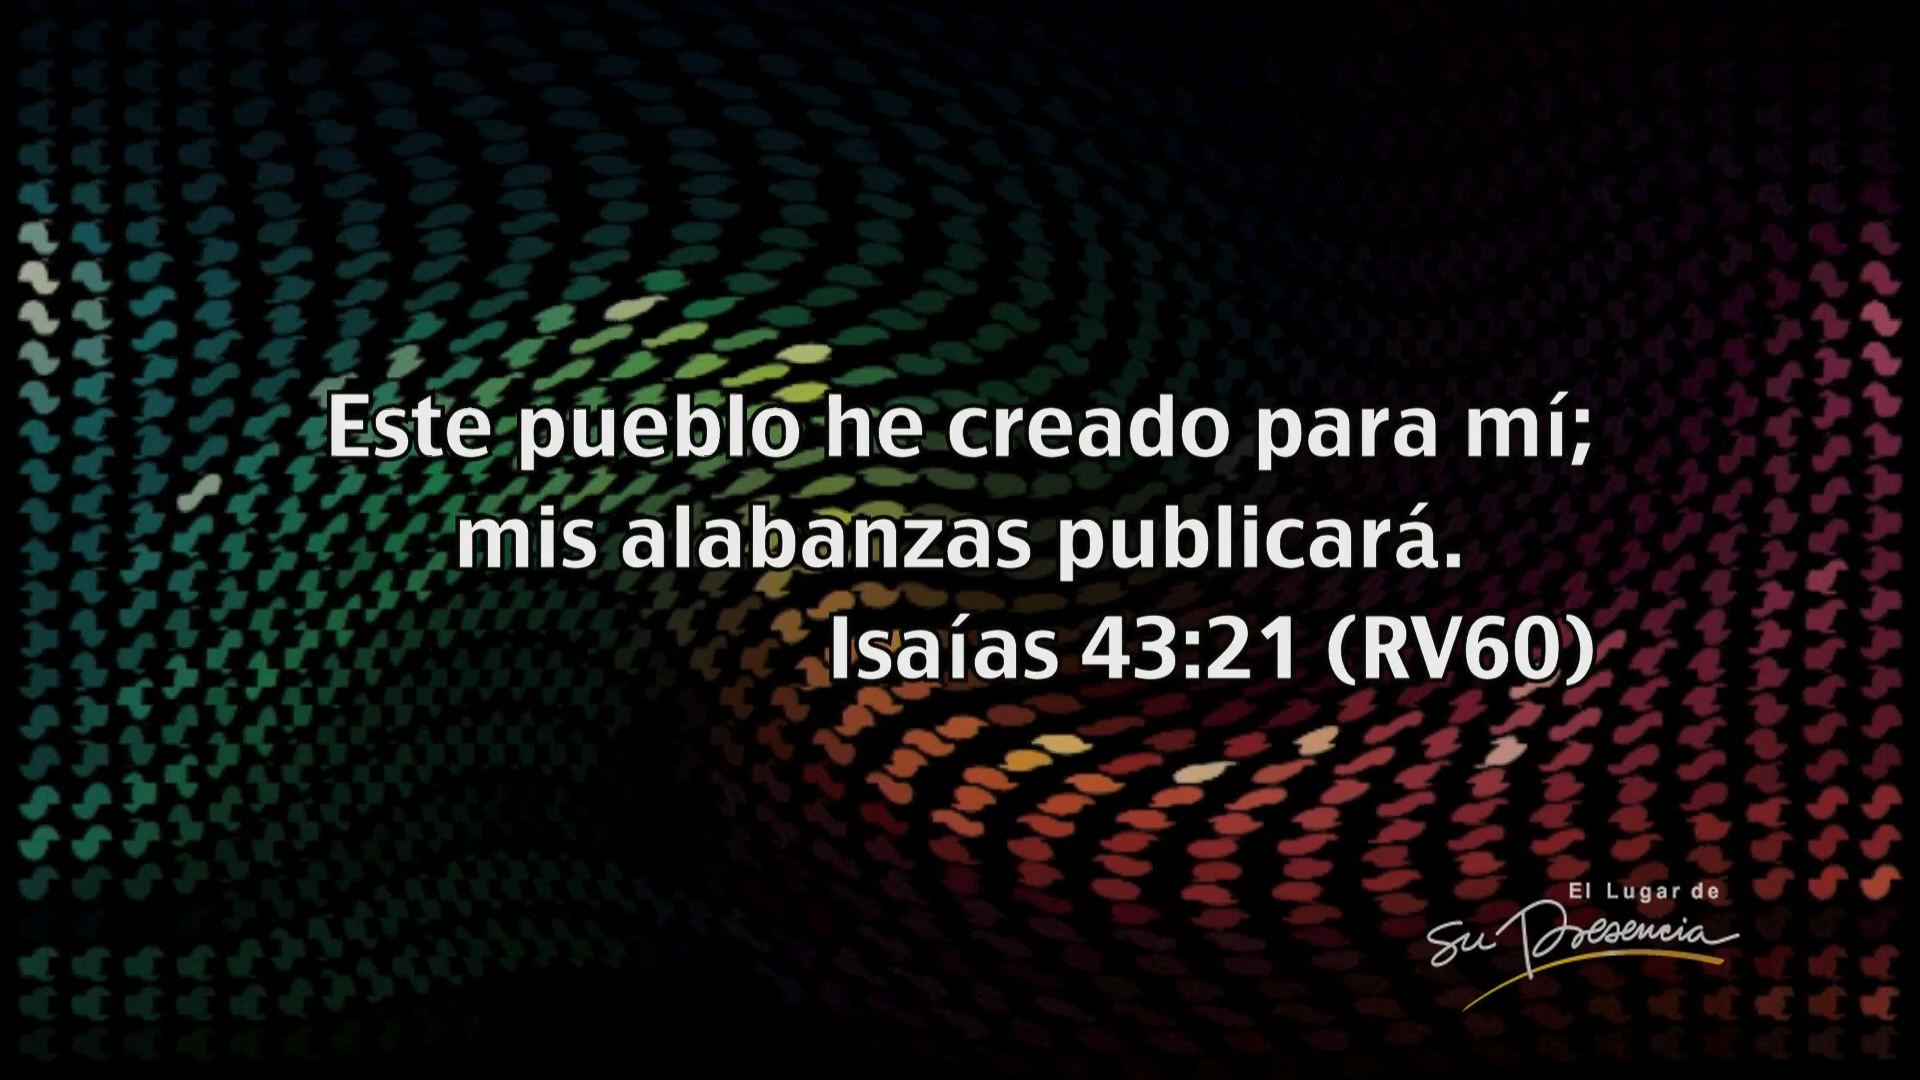 Este pueblo he creado para mí;
mis alabanzas publicará.
Isaías 43:21 (RV60)
El Lugar de
Su Presencia